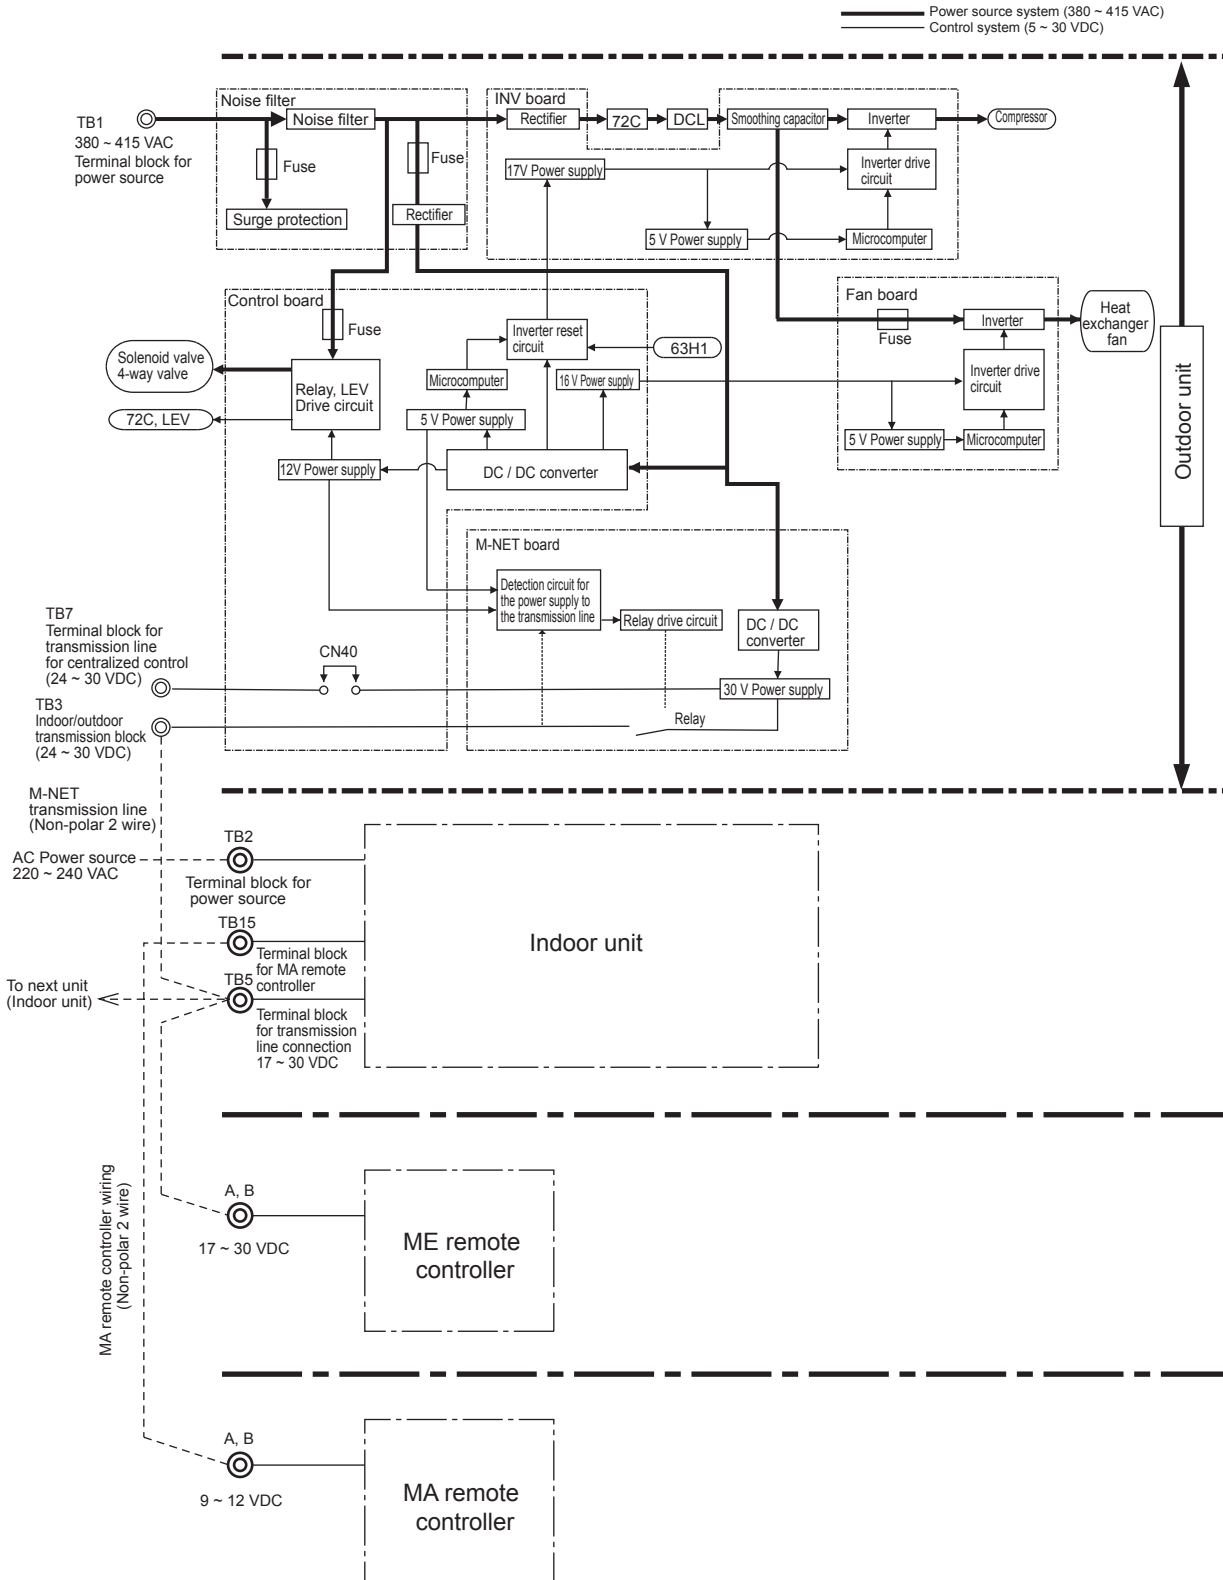 Power source system (380 ~ 415 VAC)
Control system (5 ~ 30 VDC)
Noise filter
INV board
TB1
380 ~ 415 VAC
Terminal block for
power source
Noise filter
Rectifier
72C
DCL
Smoothing capacitor
Inverter
Compressor
Fuse
Fuse
17V Power supply
Inverter drive
circuit
Surge protection
Rectifier
5 V Power supply
Microcomputer
Control board
Fan board
Fuse
Inverter reset
circuit
63H1
Fuse
Inverter
Heat
exchanger
fan
Solenoid valve
4-way valve
Relay, LEV
Drive circuit
Microcomputer
16 V Power supply
Inverter drive
circuit
72C, LEV
5 V Power supply
5 V Power supply
Microcomputer
12V Power supply
DC / DC converter
Outdoor unit
M-NET board
Detection circuit for
the power supply to
the transmission line
Relay drive circuit
DC / DC
converter
TB7
Terminal block for
transmission line
for centralized control
(24 ~ 30 VDC)
CN40
30 V Power supply
TB3
Indoor/outdoor
transmission block
(24 ~ 30 VDC)
Relay
M-NET
transmission line
(Non-polar 2 wire)
TB2
AC Power source
220 ~ 240 VAC
Terminal block for
power source
TB15
Terminal block
for MA remote
controller
Indoor unit
To next unit
(Indoor unit)
TB5
Terminal block
for transmission
line connection
17 ~ 30 VDC
MA remote controller wiring
(Non-polar 2 wire)
A, B
17 ~ 30 VDC
ME remote
controller
A, B
9 ~ 12 VDC
MA remote
controller